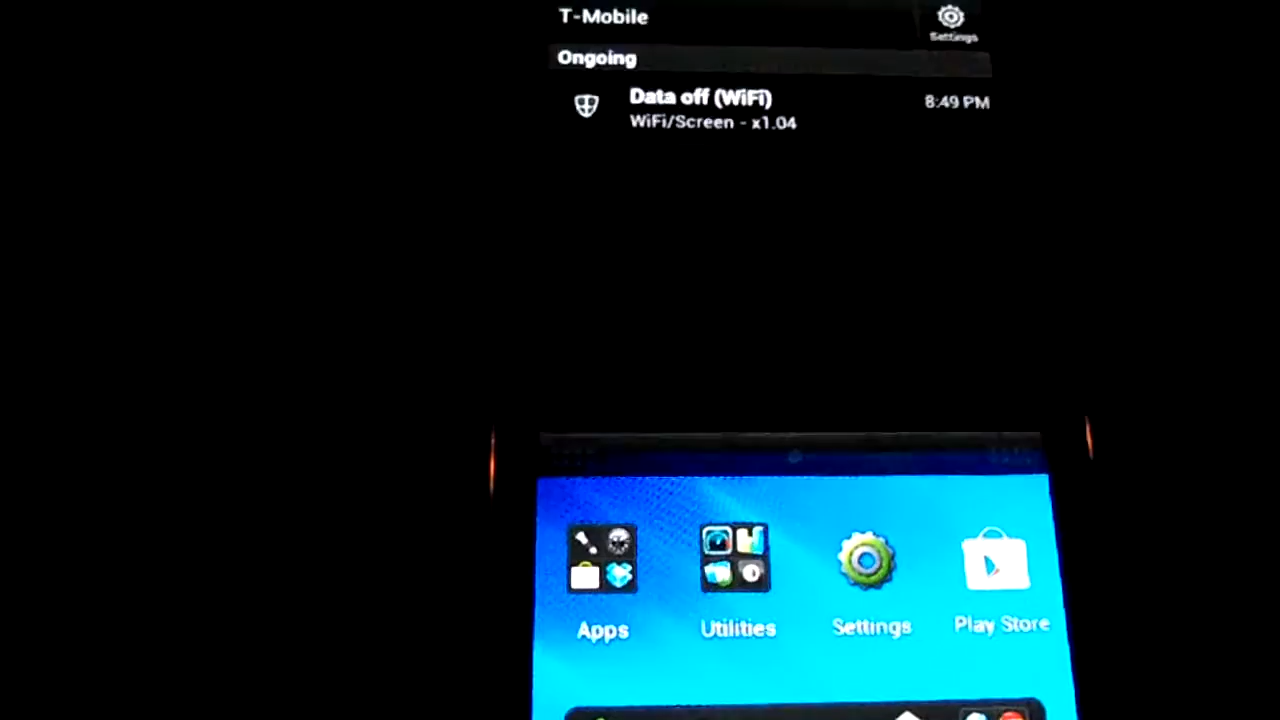 T-Mobile
Settings
Ongoing
Data off (WiFi)
8:49 PM
WiFi/Screen - x1.04
Apps
Utilities
Settings
Play Store